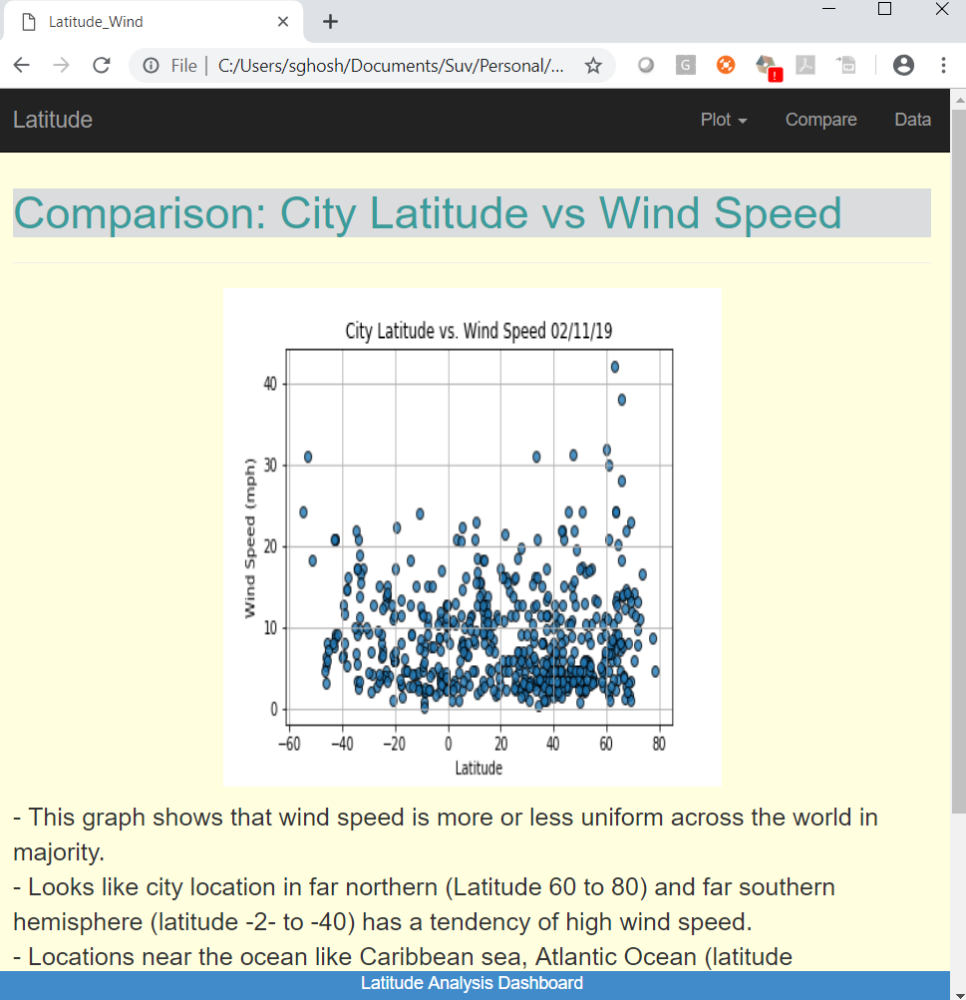 Latitude_Wind
File | C:/Users/sghosh/Documents/Suv/Personal/...
G
!
Latitude Plot Compare Data
Comparison: City Latitude vs Wind Speed
City Latitude vs. Wind Speed 02/11/19
40
30
20
10
0
Wind Speed (mph)
−60 −40 −20 0 20 40 60 80
Latitude
- This graph shows that wind speed is more or less uniform across the world in
majority.
- Looks like city location in far northern (Latitude 60 to 80) and far southern
hemisphere (latitude -2- to -40) has a tendency of high wind speed.
- Locations near the ocean like Caribbean sea, Atlantic Ocean (latitude
Latitude Analysis Dashboard